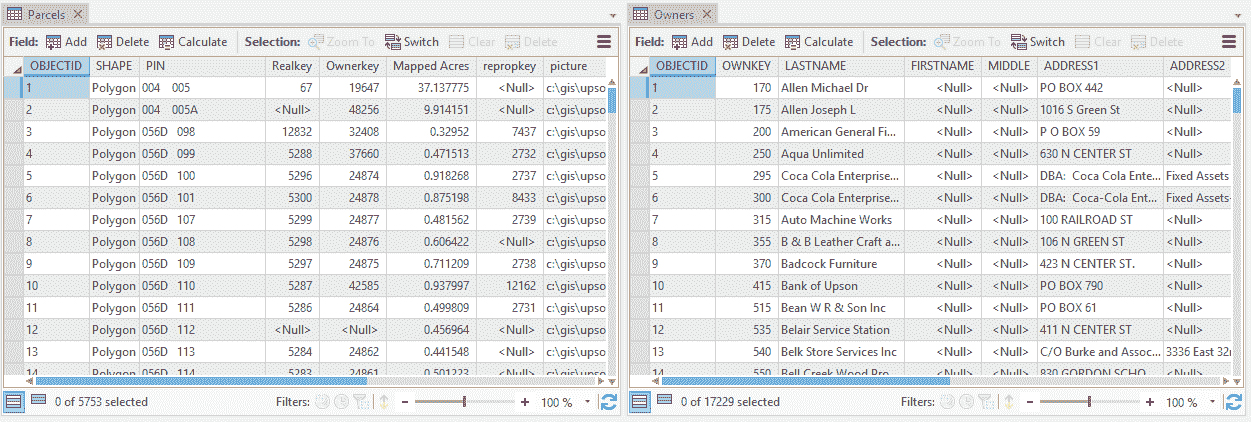 Parcels
Field: Add Delete Calculate Selection: Zoom To Switch Clear Delete
OBJECTID SHAPE PIN Realkey Ownerkey Mapped Acres repropkey picture
1 Polygon 004 005 67 19647 37.137775 <Null> c:\gis\upso
2 Polygon 004 005A <Null> 48256 9.914151 <Null> c:\gis\upso
3 Polygon 056D 098 12832 32408 0.32952 7437 c:\gis\upso
4 Polygon 056D 099 5288 37660 0.471513 2732 c:\gis\upso
5 Polygon 056D 100 5296 24874 0.918268 2737 c:\gis\upso
6 Polygon 056D 101 5300 24878 0.875198 8433 c:\gis\upso
7 Polygon 056D 107 5299 24877 0.481562 2739 c:\gis\upso
8 Polygon 056D 108 5298 24876 0.606422 <Null> c:\gis\upso
9 Polygon 056D 109 5297 24875 0.711209 2738 c:\gis\upso
10 Polygon 056D 110 5287 42585 0.937997 12162 c:\gis\upso
11 Polygon 056D 111 5286 24864 0.499809 2731 c:\gis\upso
12 Polygon 056D 112 <Null> <Null> 0.456964 <Null> c:\gis\upso
13 Polygon 056D 113 5284 24862 0.441548 <Null> c:\gis\upso
14 Polygon 056D 114 5283 24861 0.501223 <Null> c:\gis\upso
0 of 5753 selected Filters: 100 %
Owners
Field: Add Delete Calculate Selection: Zoom To Switch Clear Delete
OBJECTID OWNKEY LASTNAME FIRSTNAME MIDDLE ADDRESS1 ADDRESS2
1 170 Allen Michael Dr <Null> <Null> PO BOX 442 <Null>
2 175 Allen Joseph L <Null> <Null> 1016 S Green St <Null>
3 200 American General Fi... <Null> <Null> P O BOX 59 <Null>
4 250 Aqua Unlimited <Null> <Null> 630 N CENTER ST <Null>
5 295 Coca Cola Enterprise... <Null> <Null> DBA: Coca Cola Ente... Fixed Assets
6 300 Coca Cola Enterprise... <Null> <Null> DBA: Coca-Cola Ent... Fixed Assets
7 315 Auto Machine Works <Null> <Null> 100 RAILROAD ST <Null>
8 355 B & B Leather Craft a... <Null> <Null> 106 N GREEN ST <Null>
9 370 Badcock Furniture <Null> <Null> 423 N CENTER ST. <Null>
10 415 Bank of Upson <Null> <Null> PO BOX 790 <Null>
11 515 Bean W R & Son Inc <Null> <Null> PO BOX 61 <Null>
12 535 Belair Service Station <Null> <Null> 411 N CENTER ST <Null>
13 540 Belk Store Services Inc <Null> <Null> C/O Burke and Assoc... 3336 East 32n
14 550 Bell Creek Wood Pro <Null> <Null> 830 GORDON SCHO <Null>
0 of 17229 selected Filters: 100 %